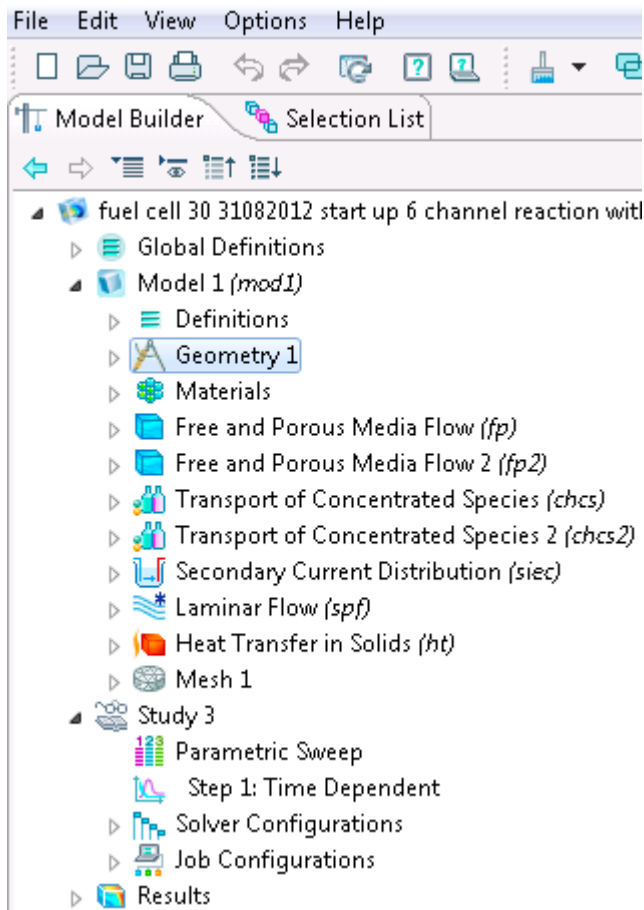 File Edit View Options Help
Model Builder Selection List
fuel cell 30 31082012 start up 6 channel reaction with
Global Definitions
Model 1 (mod1)
Definitions
Geometry 1
Materials
Free and Porous Media Flow (fp)
Free and Porous Media Flow 2 (fp2)
Transport of Concentrated Species (chcs)
Transport of Concentrated Species 2 (chcs2)
Secondary Current Distribution (siec)
Laminar Flow (spf)
Heat Transfer in Solids (ht)
Mesh 1
Study 3
Parametric Sweep
Step 1: Time Dependent
Solver Configurations
Job Configurations
Results